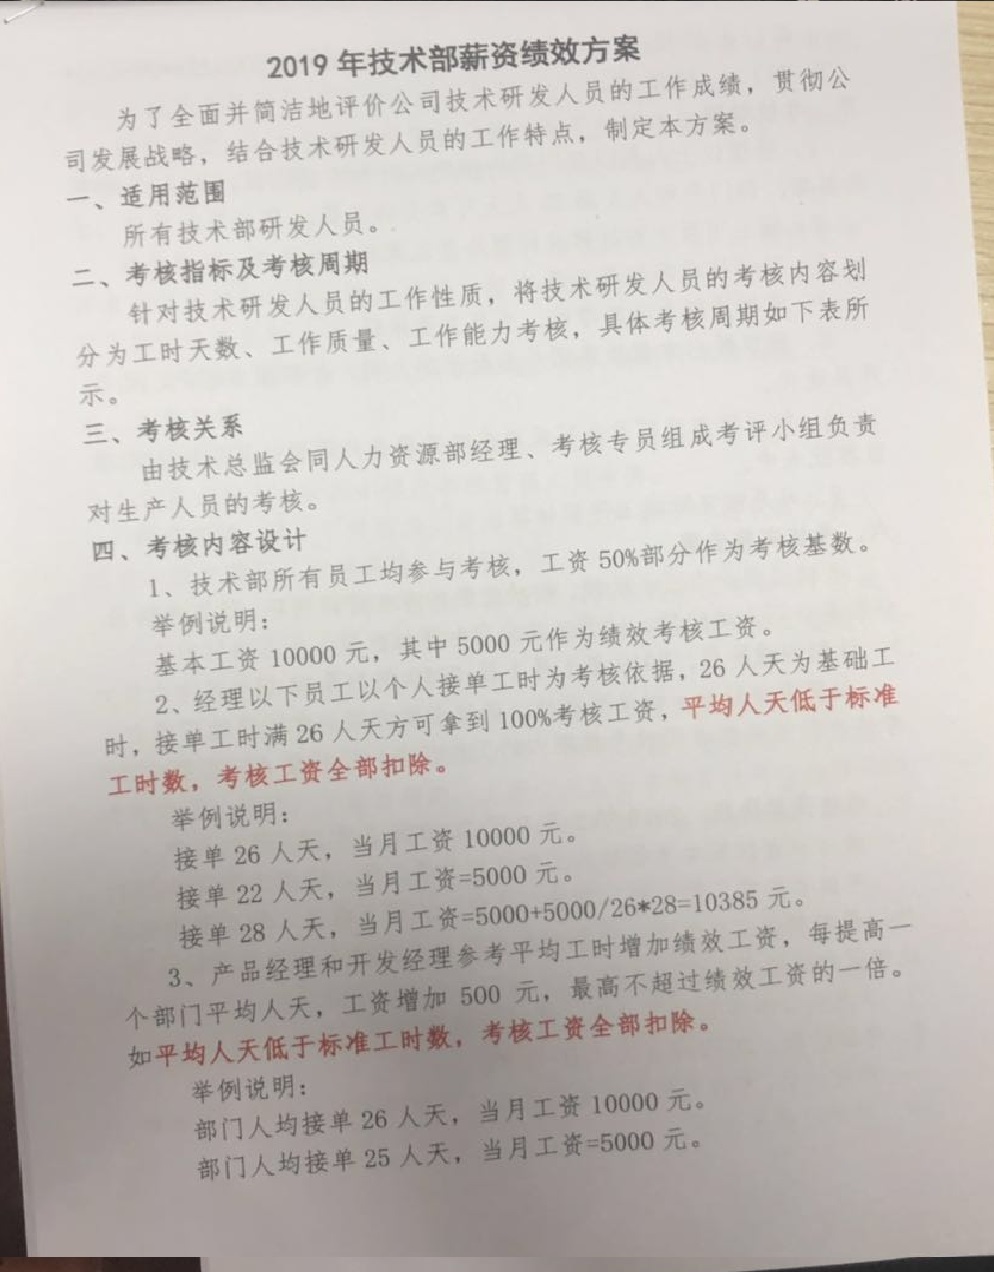 2019 年技术部薪资绩效方案
为了全面并简洁地评价公司技术研发人员的工作成绩，贯彻公
司发展战略，结合技术研发人员的工作特点，制定本方案。
一、适用范围
所有技术部研发人员。
二、考核指标及考核周期
针对技术研发人员的工作性质，将技术研发人员的考核内容划
分为工时天数、工作质量、工作能力考核，具体考核周期如下表所
示。
三、考核关系
由技术总监会同人力资源部经理、考核专员组成考评小组负责
对生产人员的考核。
四、考核内容设计
1、技术部所有员工均参与考核，工资 50%部分作为考核基数。
举例说明：
基本工资 10000 元，其中 5000 元作为绩效考核工资。
2、经理以下员工以个人接单工时为考核依据，26 人天为基础工
时，接单工时满 26 人天方可拿到 100%考核工资，平均人天低于标准
工时数，考核工资全部扣除。
举例说明：
接单 26 人天，当月工资 10000 元。
接单 22 人天，当月工资=5000 元。
接单 28 人天，当月工资=5000+5000/26*28=10385 元。
3、产品经理和开发经理参考平均工时增加绩效工资，每提高一
个部门平均人天，工资增加 500 元，最高不超过绩效工资的一倍。
如平均人天低于标准工时数，考核工资全部扣除。
举例说明：
部门人均接单 26 人天，当月工资 10000 元。
部门人均接单 25 人天，当月工资=5000 元。